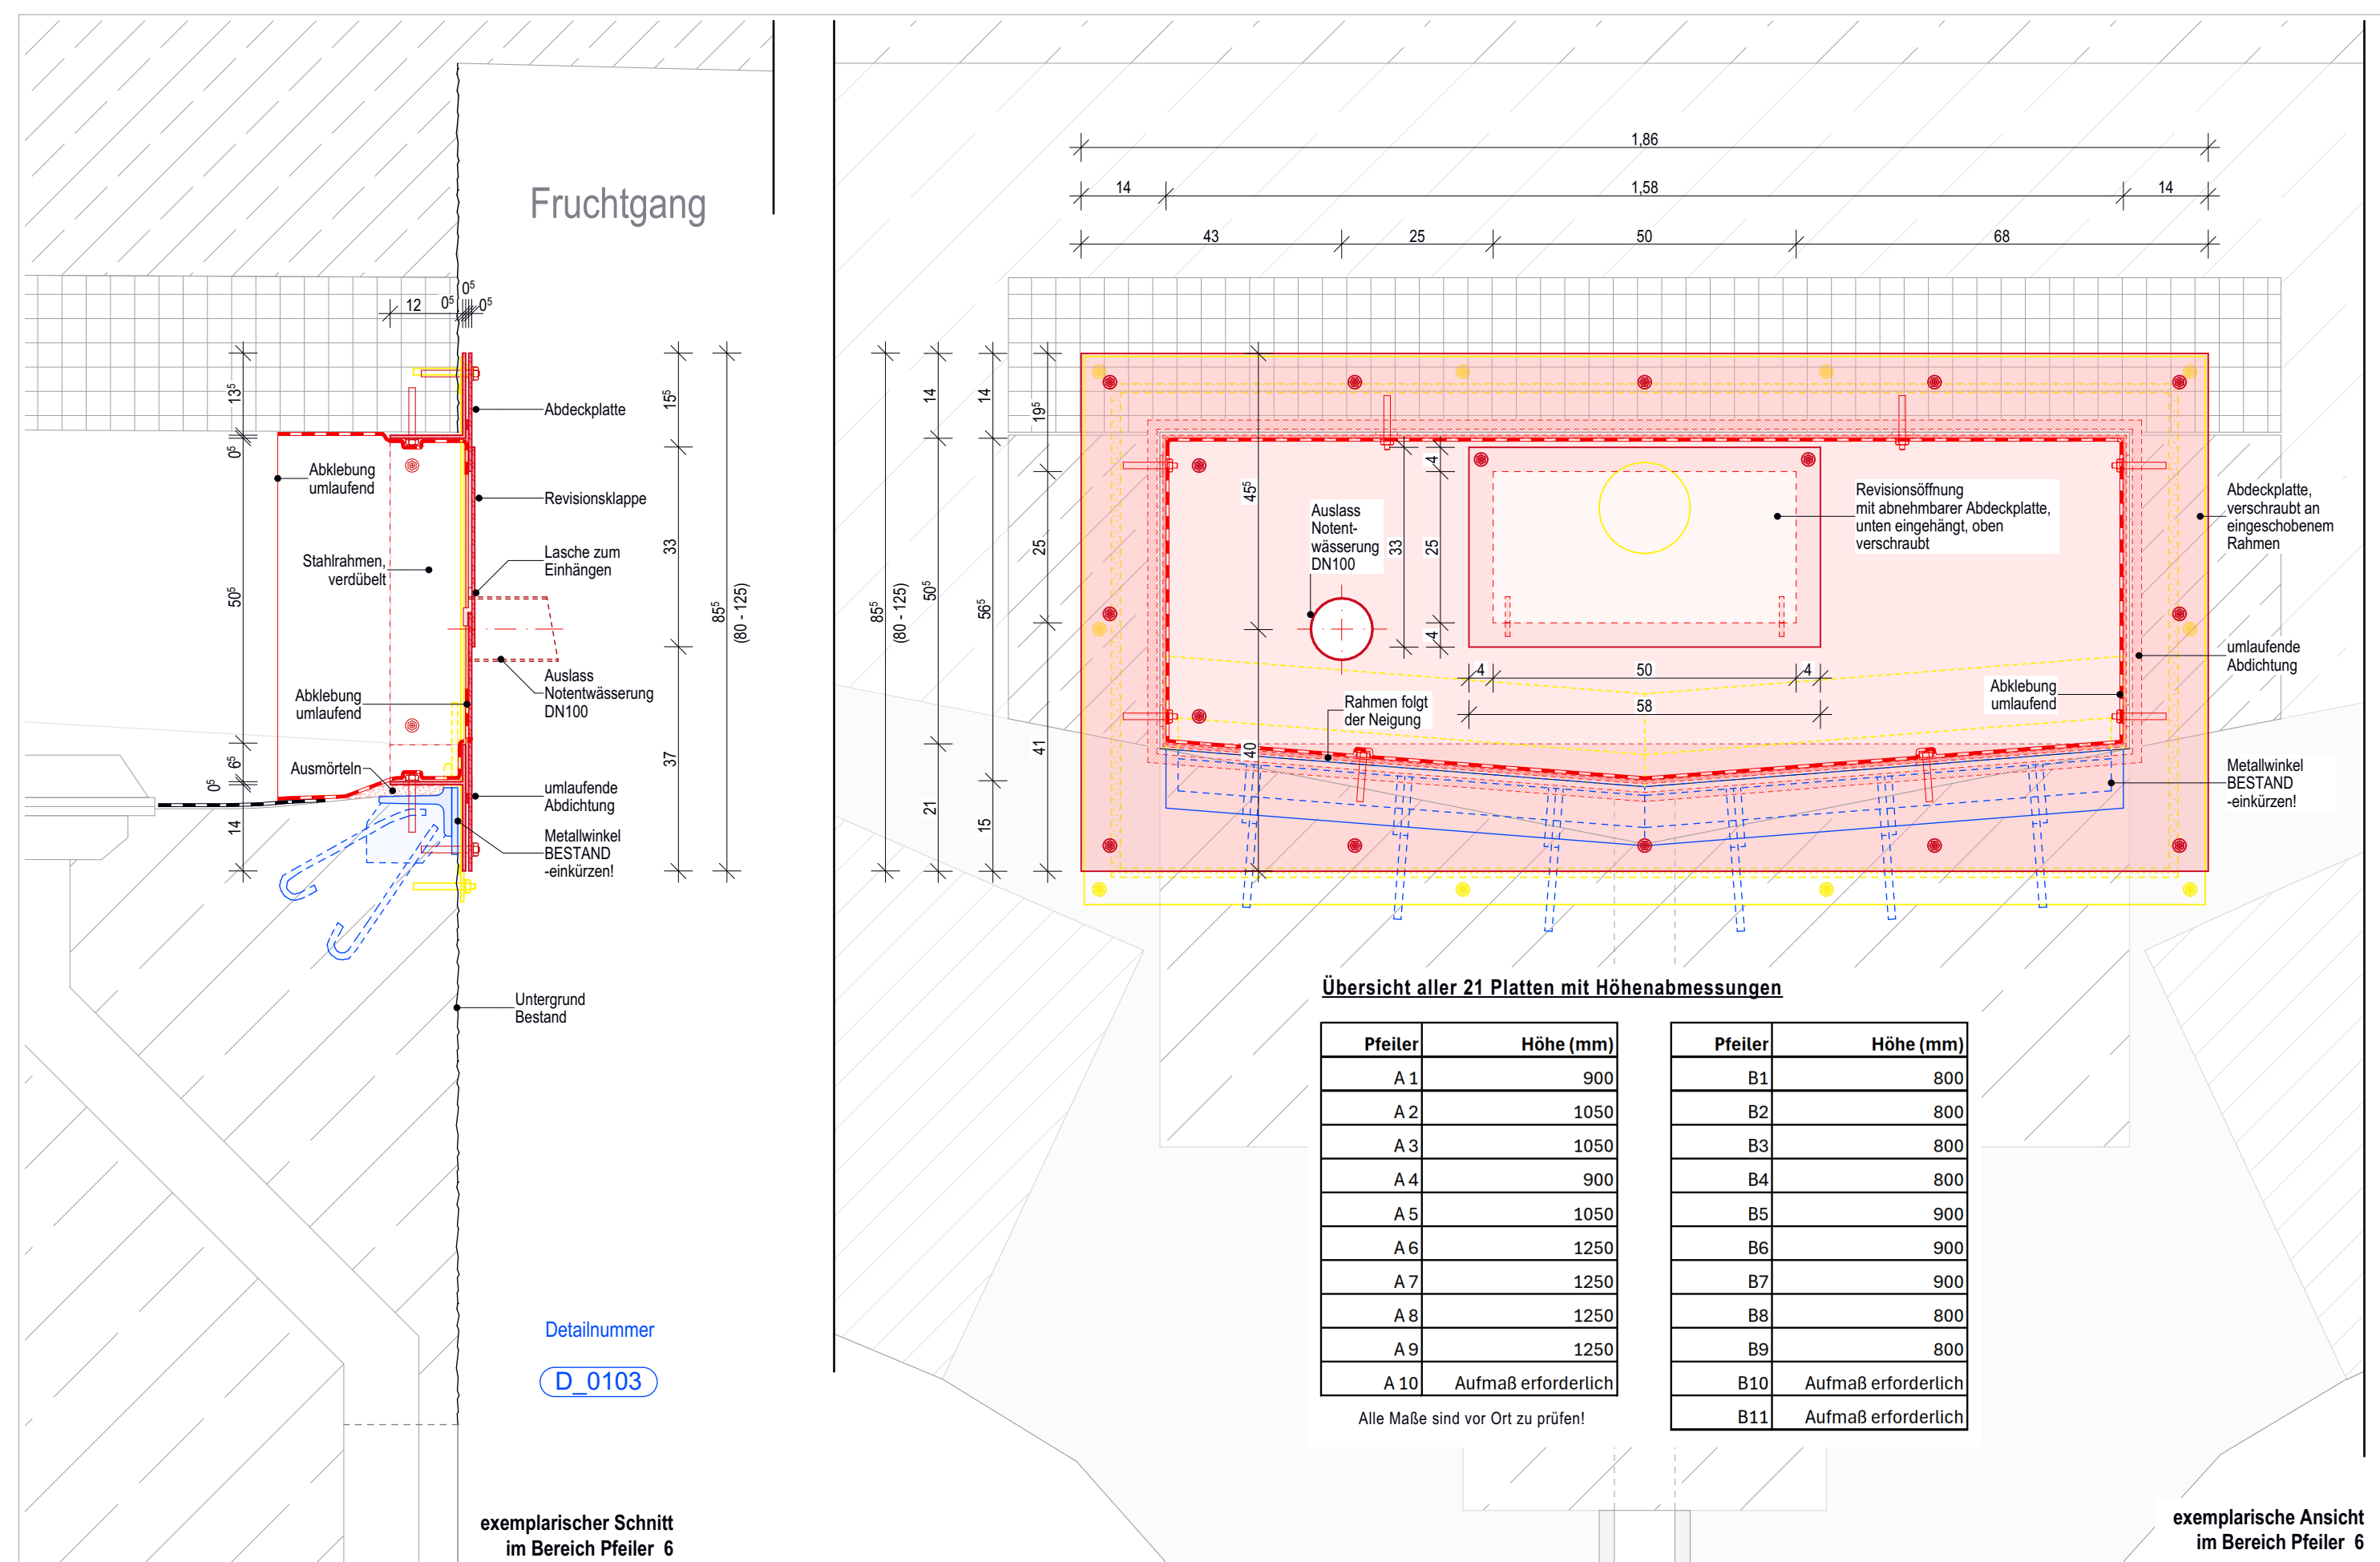 Fruchtgang
12
0⁵
0⁵
0⁵
13⁵
0⁵
50⁵
6⁵
0⁵
14
Abdeckplatte
Abklebung
umlaufend
Revisionsklappe
Stahlrahmen,
verdübelt
Lasche zum
Einhängen
Auslass
Notentwässerung
DN100
Abklebung
umlaufend
Ausmörteln
umlaufende
Abdichtung
Metallwinkel
BESTAND
-einkürzen!
Untergrund
Bestand
15⁵
33
37
85⁵
(80 - 125)
Detailnummer
D_0103
exemplarischer Schnitt
im Bereich Pfeiler 6
1,86
14
1,58
14
43
25
50
68
85⁵
(80 - 125)
14
50⁵
21
14
56⁵
15
19⁵
25
41
45⁵
40
33
4
25
4
4
50
4
58
Auslass
Notent-
wässerung
DN100
Revisionsöffnung
mit abnehmbarer Abdeckplatte,
unten eingehängt, oben
verschraubt
Abdeckplatte,
verschraubt an
eingeschobenem
Rahmen
umlaufende
Abdichtung
Abklebung
umlaufend
Rahmen folgt
der Neigung
Metallwinkel
BESTAND
-einkürzen!
Übersicht aller 21 Platten mit Höhenabmessungen
Pfeiler Höhe (mm)
A 1 900
A 2 1050
A 3 1050
A 4 900
A 5 1050
A 6 1250
A 7 1250
A 8 1250
A 9 1250
A 10 Aufmaß erforderlich
Alle Maße sind vor Ort zu prüfen!
Pfeiler Höhe (mm)
B1 800
B2 800
B3 800
B4 800
B5 900
B6 900
B7 900
B8 800
B9 800
B10 Aufmaß erforderlich
B11 Aufmaß erforderlich
exemplarische Ansicht
im Bereich Pfeiler 6